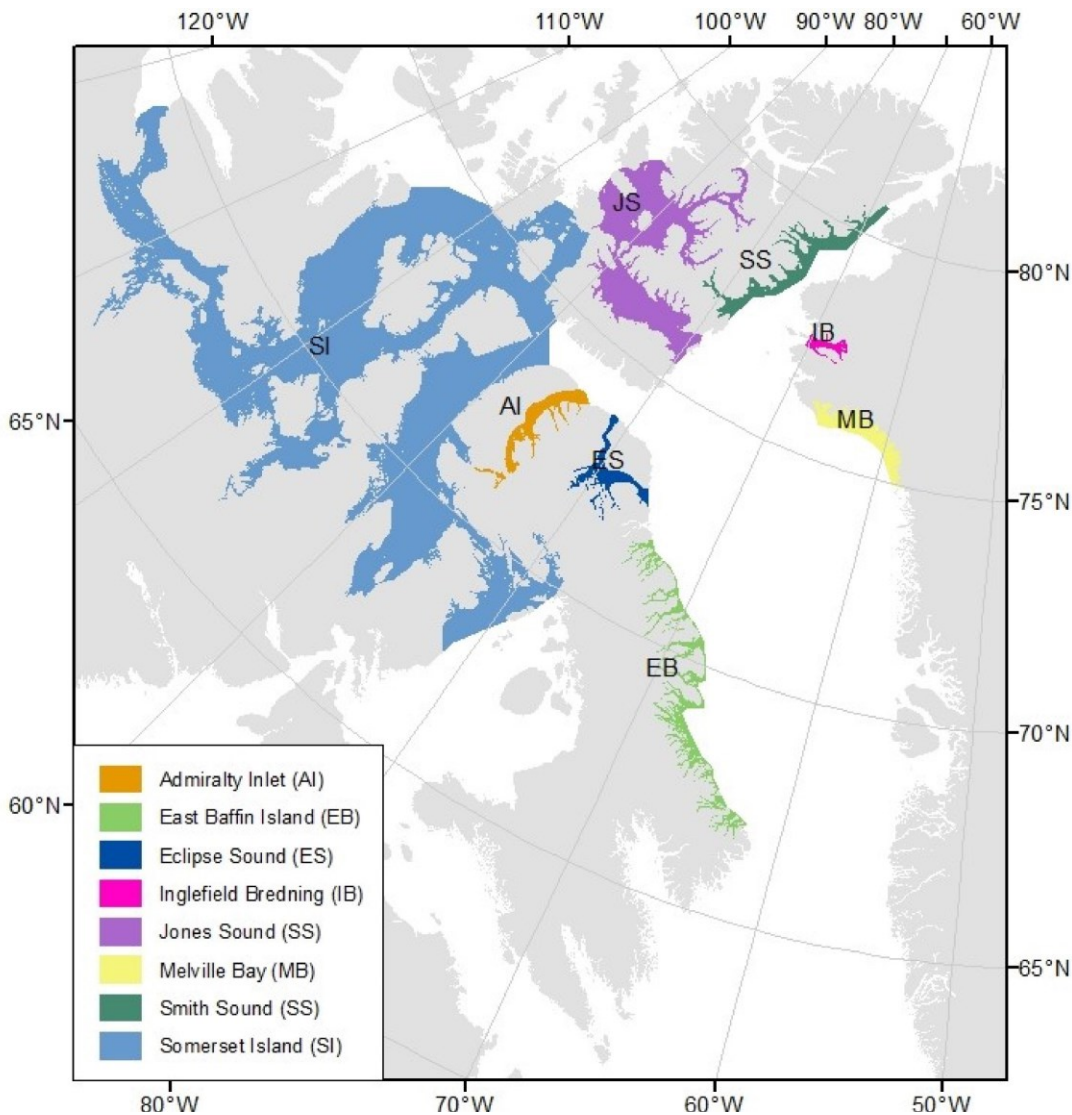 120°W 110°W 100°W 90°W 80°W 60°W
JS
SS
80°N
IB
SI
AI
MB
65°N
ES
75°N
EB
70°N
Admiralty Inlet (AI)
60°N
East Baffin Island (EB)
Eclipse Sound (ES)
Inglefield Bredning (IB)
Jones Sound (SS)
Melville Bay (MB)
65°N
Smith Sound (SS)
Somerset Island (SI)
80°W 70°W 60°W 50°W